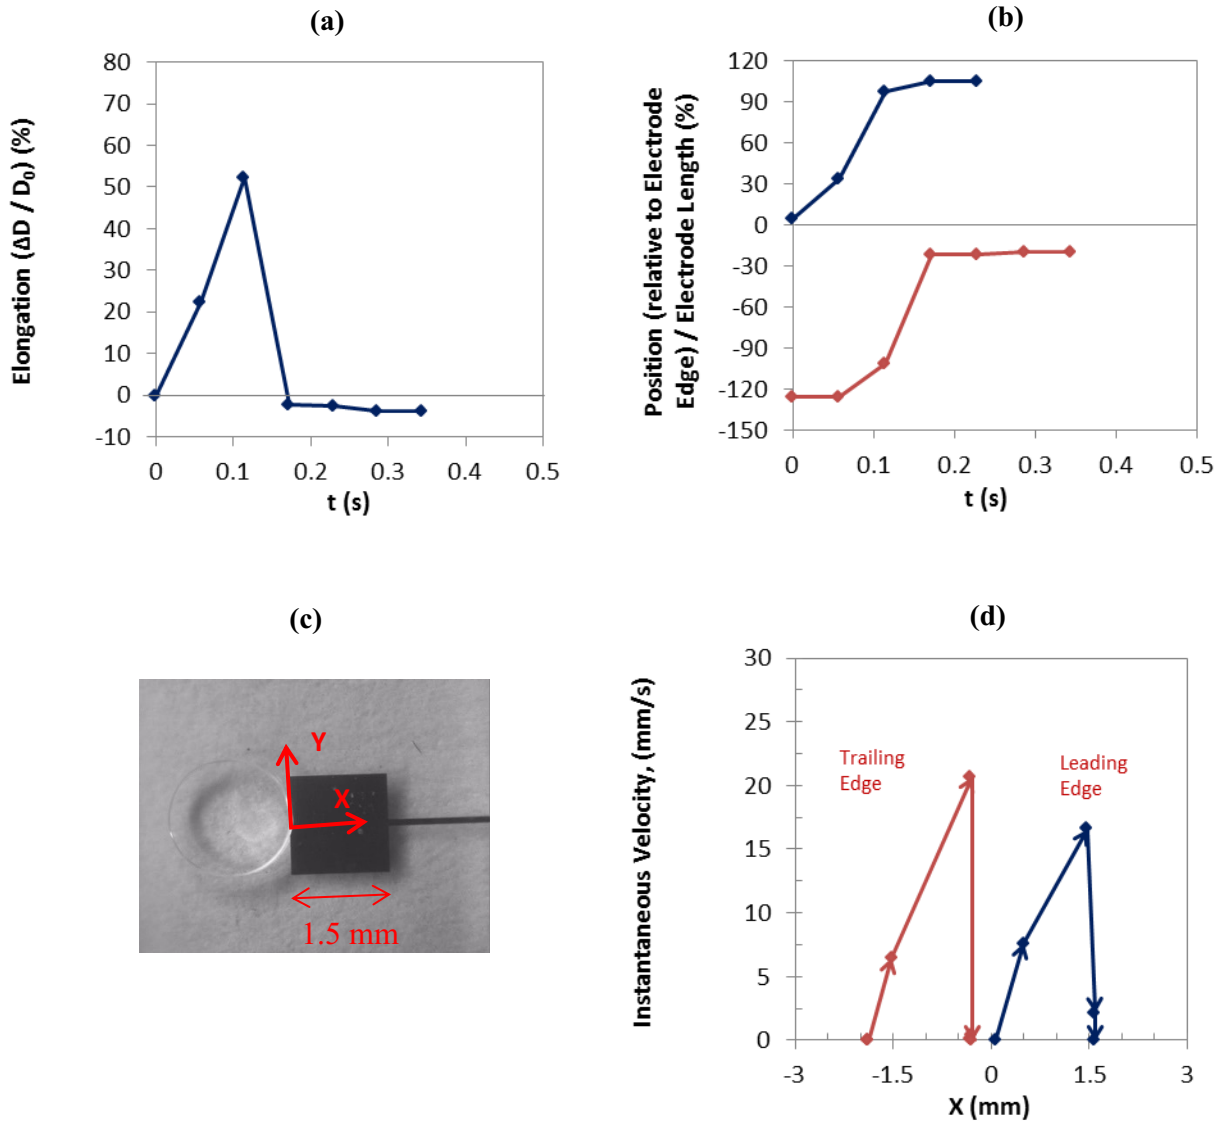 (a)
Elongation (ΔD / D₀) (%)
80
70
60
50
40
30
20
10
0
-10
0 0.1 0.2 0.3 0.4 0.5
t (s)
(b)
Position (relative to Electrode
Edge) / Electrode Length (%)
120
90
60
30
0
-30
-60
-90
-120
-150
0 0.1 0.2 0.3 0.4 0.5
t (s)
(c)
Y
X
1.5 mm
(d)
Instantaneous Velocity, (mm/s)
30
25
20
15
10
5
0
Trailing
Edge
Leading
Edge
-3 -1.5 0 1.5 3
X (mm)